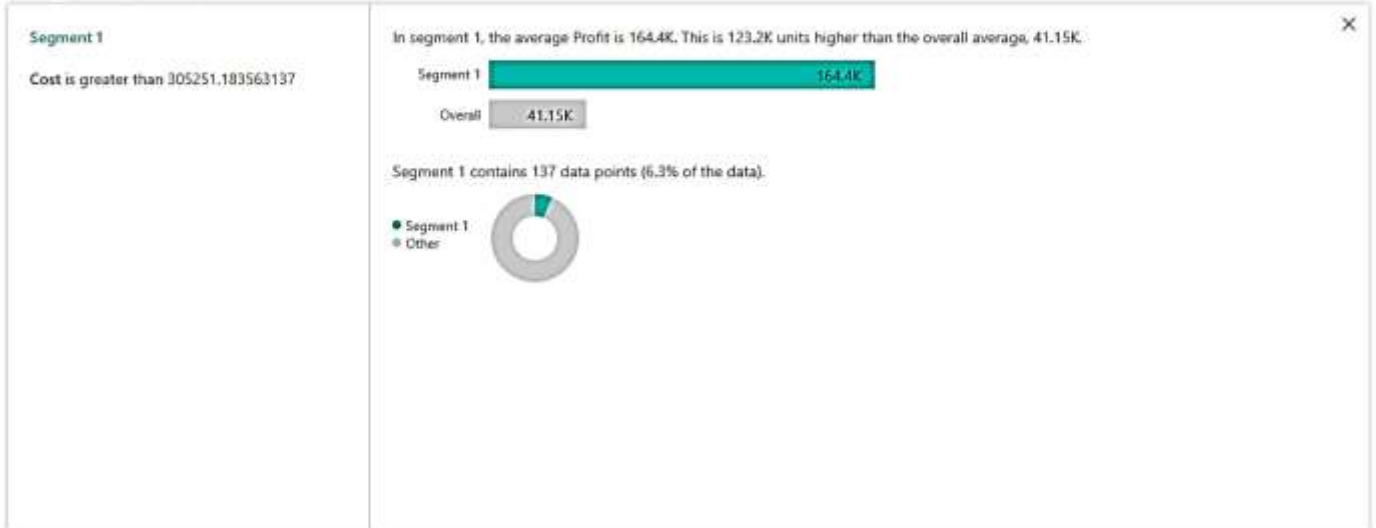 Segment 1
Cost is greater than 305251.183563137
In segment 1, the average Profit is 164.4K. This is 123.2K units higher than the overall average, 41.15K.
Segment 1
164.4K
Overall
41.15K
Segment 1 contains 137 data points (6.3% of the data).
Segment 1
Other